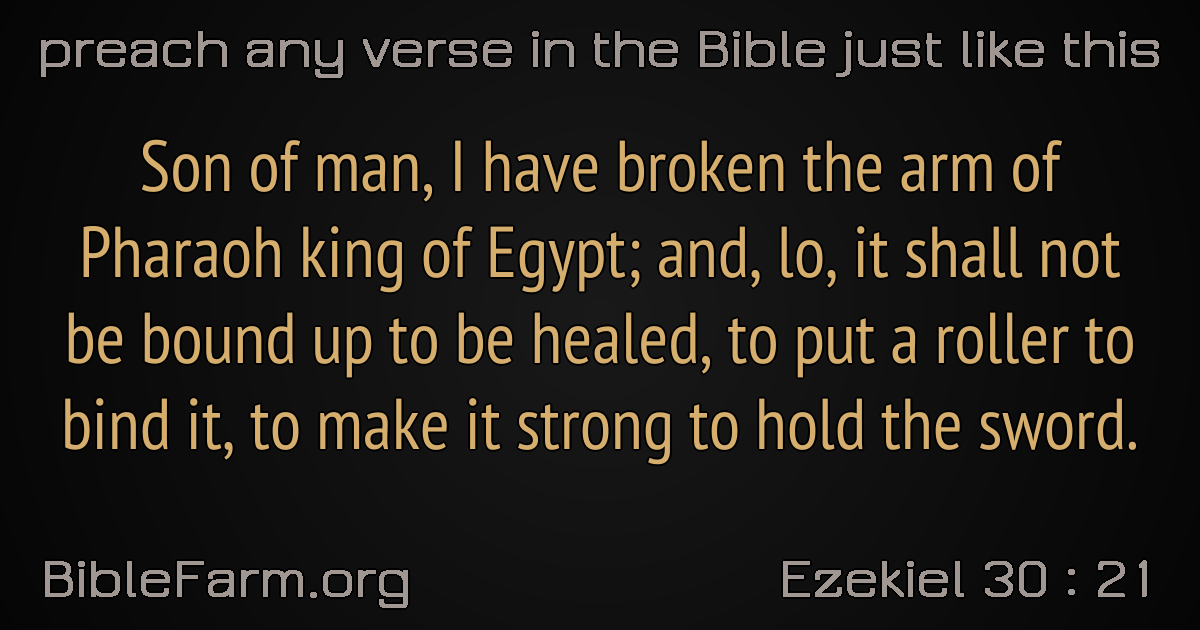 preach any verse in the Bible just like this
Son of man, I have broken the arm of
Pharaoh king of Egypt; and, lo, it shall not
be bound up to be healed, to put a roller to
bind it, to make it strong to hold the sword.
BibleFarm.org
Ezekiel 30 : 21